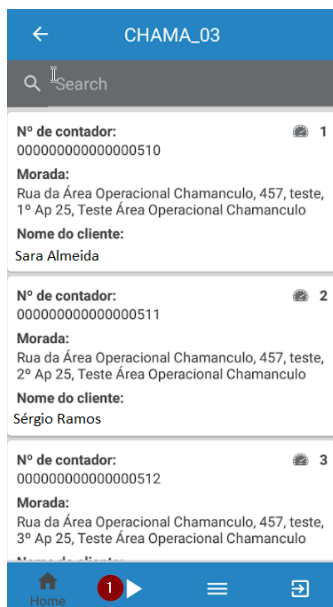 CHAMA_03
Search
Nº de contador: 1
000000000000000510
Morada:
Rua da Área Operacional Chamanculo, 457, teste,
1º Ap 25, Teste Área Operacional Chamanculo
Nome do cliente:
Sara Almeida
Nº de contador: 2
000000000000000511
Morada:
Rua da Área Operacional Chamanculo, 457, teste,
2º Ap 25, Teste Área Operacional Chamanculo
Nome do cliente:
Sérgio Ramos
Nº de contador: 3
000000000000000512
Morada:
Rua da Área Operacional Chamanculo, 457, teste,
3º Ap 25, Teste Área Operacional Chamanculo
Nome do cliente:
1
Home